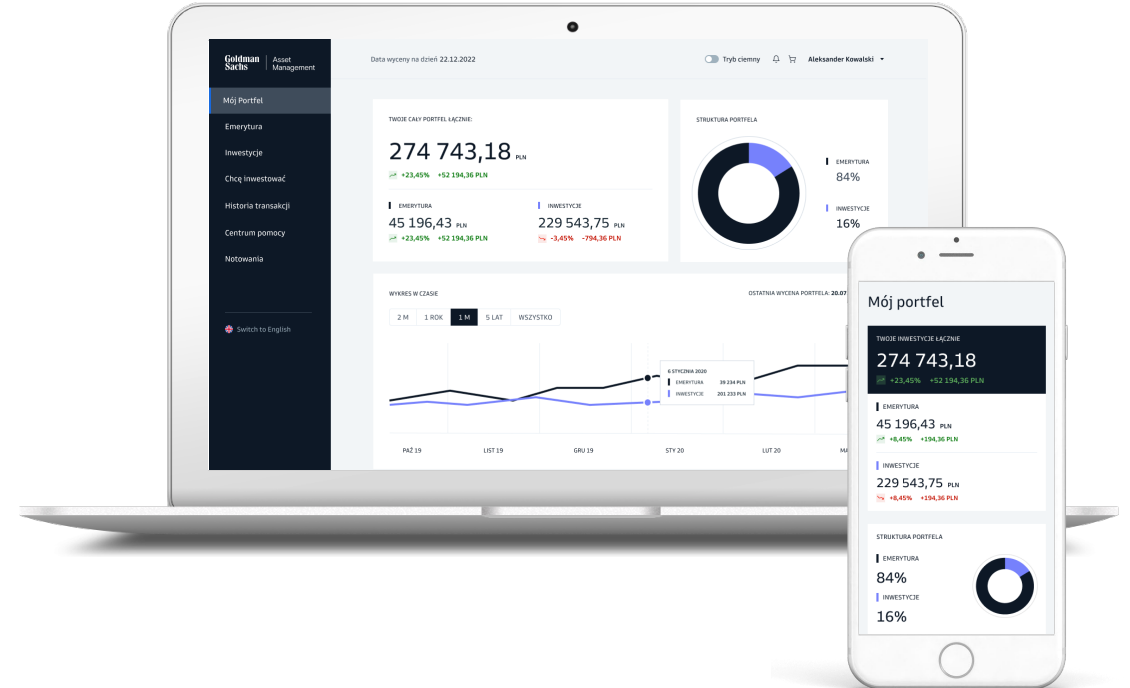 Goldman
Sachs
Asset
Management
Data wyceny na dzień 22.12.2022
Tryb ciemny
Aleksander Kowalski
Mój Portfel
Emerytura
Inwestycje
Chcę inwestować
Historia transakcji
Centrum pomocy
Notowania
Switch to English
TWOJE CAŁY PORTFEL ŁĄCZNIE:
274 743,18 PLN
+23,45% +52 194,36 PLN
EMERYTURA
45 196,43 PLN
+23,45% +52 194,36 PLN
INWESTYCJE
229 543,75 PLN
-3,45% -794,36 PLN
STRUKTURA PORTFELA
EMERYTURA
84%
INWESTYCJE
16%
WYKRES W CZASIE
OSTATNIA WYCENA PORTFELA: 20.07
2 M 1 ROK 1 M 5 LAT WSZYSTKO
6 STYCZNIA 2020
EMERYTURA 39 234 PLN
INWESTYCJE 201 233 PLN
PAŹ 19 LIST 19 GRU 19 STY 20 LUT 20 MA
Mój portfel
TWOJE INWESTYCJE ŁĄCZNIE
274 743,18
+23,45% +52 194,36 PLN
EMERYTURA
45 196,43 PLN
+8,45% +194,36 PLN
INWESTYCJE
229 543,75 PLN
+8,45% +194,36 PLN
STRUKTURA PORTFELA
EMERYTURA
84%
INWESTYCJE
16%